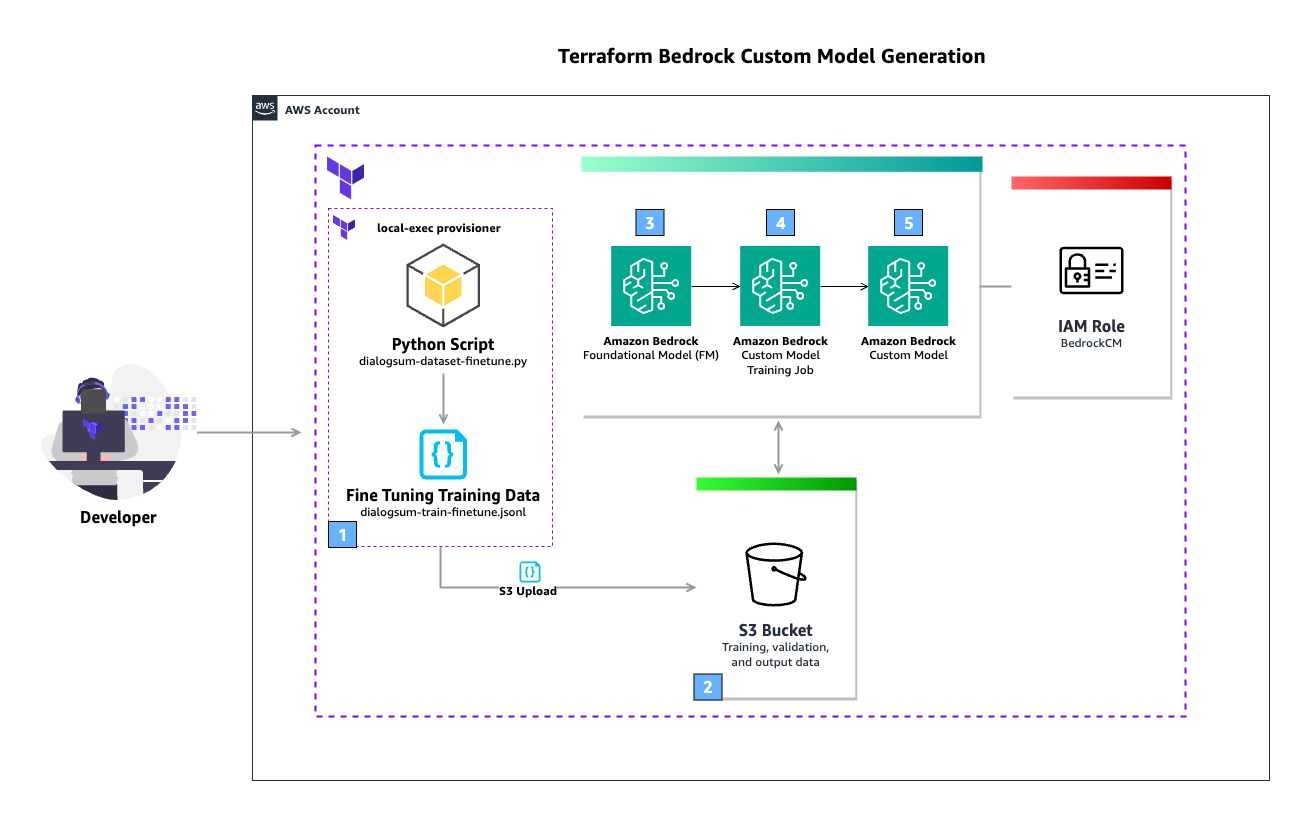 Terraform Bedrock Custom Model Generation
aws
AWS Account
local-exec provisioner
Python Script
dialogsum-dataset-finetune.py
{}
Fine Tuning Training Data
dialogsum-train-finetune.jsonl
1
{}
S3 Upload
3
4
5
Amazon Bedrock
Foundational Model (FM)
Amazon Bedrock
Custom Model
Training Job
Amazon Bedrock
Custom Model
IAM Role
BedrockCM
S3 Bucket
Training, validation,
and output data
2
Developer